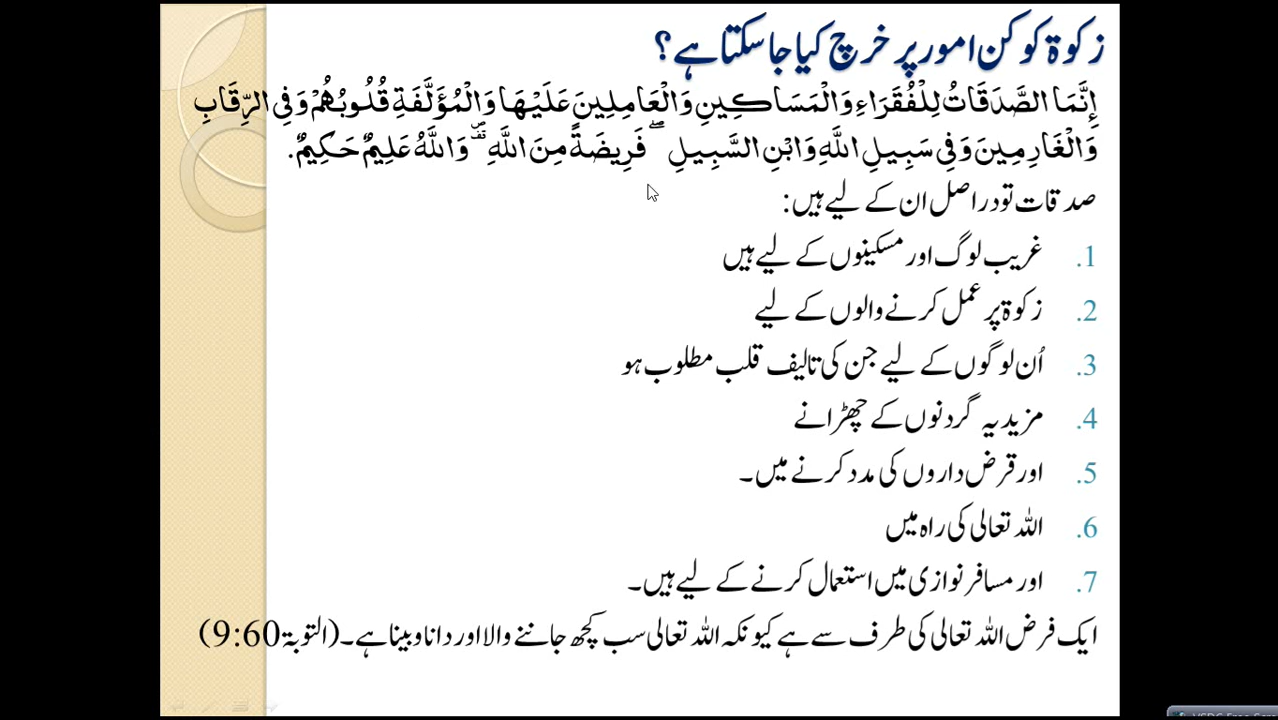 زکوۃ کو کن امور پر خرچ کیا جا سکتا ہے؟
إِنَّمَا الصَّدَقَاتُ لِلْفُقَرَاءِ وَالْمَسَاكِينِ وَالْعَامِلِينَ عَلَيْهَا وَالْمُؤَلَّفَةِ قُلُوبُهُمْ وَفِي الرِّقَابِ
وَالْغَارِمِينَ وَفِي سَبِيلِ اللَّهِ وَابْنِ السَّبِيلِ ۖ فَرِيضَةً مِنَ اللَّهِ ۗ وَاللَّهُ عَلِيمٌ حَكِيمٌ.
صدقات تو دراصل ان کے لیے ہیں:
1. غریب لوگ اور مسکینوں کے لیے ہیں
2. زکوۃ پر عمل کرنے والوں کے لیے
3. اُن لوگوں کے لیے جن کی تالیف قلب مطلوب ہو
4. مزید یہ گردنوں کے چھڑانے
5. اور قرض داروں کی مدد کرنے میں۔
6. اللہ تعالی کی راہ میں
7. اور مسافر نوازی میں استعمال کرنے کے لیے ہیں۔
ایک فرض اللہ تعالی کی طرف سے ہے کیونکہ اللہ تعالی سب کچھ جاننے والا اور دانا و بینا ہے۔ (التوبۃ 9:60)